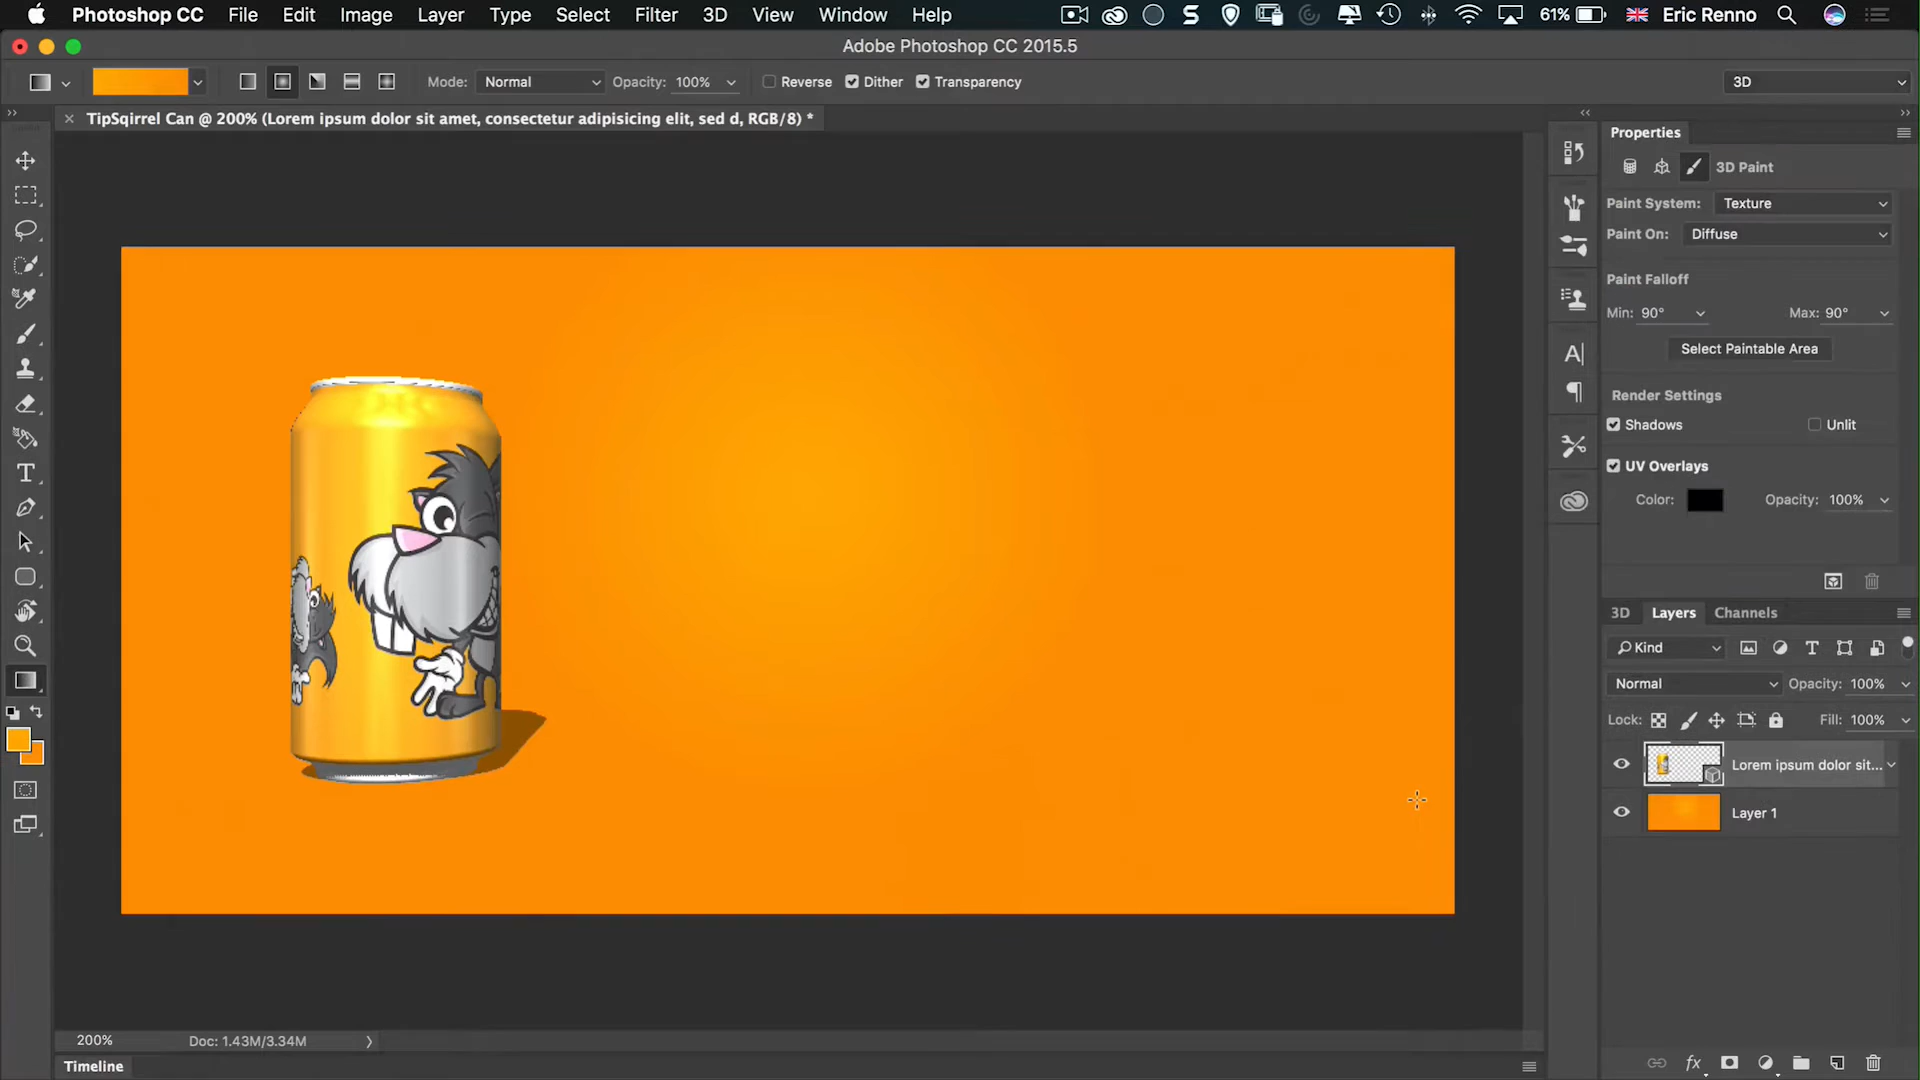 Photoshop CC File Edit Image Layer Type Select Filter 3D View Window Help 61% Eric Renno
Adobe Photoshop CC 2015.5
Mode: Normal Opacity: 100% Reverse Dither Transparency 3D
TipSqirrel Can @ 200% (Lorem ipsum dolor sit amet, consectetur adipisicing elit, sed d, RGB/8) *
Properties
3D Paint
Paint System: Texture
Paint On: Diffuse
Paint Falloff
Min: 90° Max: 90°
Select Paintable Area
Render Settings
Shadows Unlit
UV Overlays
Color: Opacity: 100%
3D Layers Channels
Kind
Normal Opacity: 100%
Lock: Fill: 100%
Lorem ipsum dolor sit...
Layer 1
fx
200% Doc: 1.43M/3.34M
Timeline